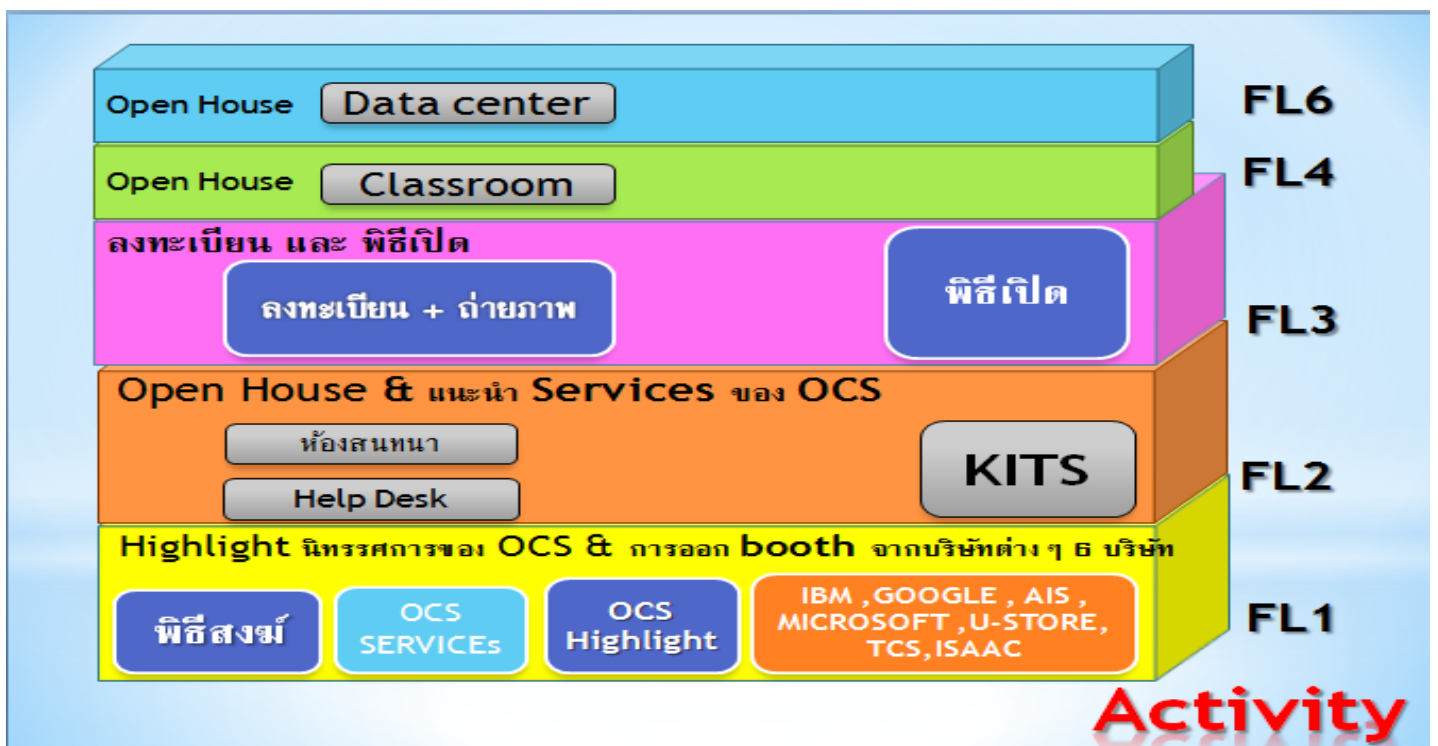 Open House Data center FL6
Open House Classroom FL4
ลงทะเบียน และ พิธีเปิด
ลงทะเบียน + ถ่ายภาพ
พิธีเปิด
FL3
Open House & แนะนำ Services ของ OCS
ห้องสนทนา
Help Desk
KITS
FL2
Highlight นิทรรศการของ OCS & การออก booth จากบริษัทต่าง ๆ 6 บริษัท
พิธีสงฆ์
OCS
SERVICEs
OCS
Highlight
IBM ,GOOGLE , AIS ,
MICROSOFT ,U-STORE,
TCS,ISAAC
FL1
Activity